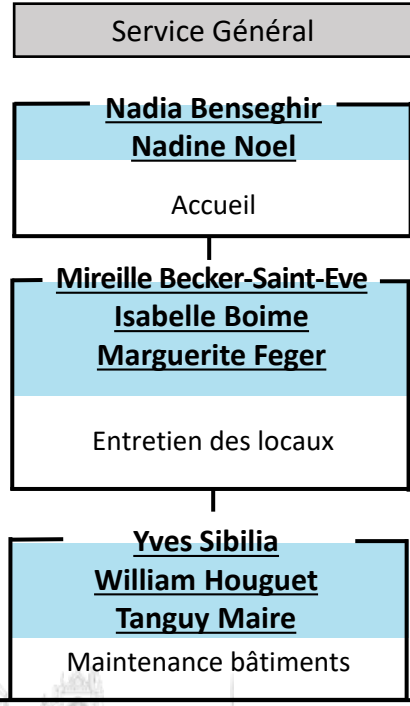 Service Général
Nadia Benseghir
Nadine Noel
Accueil
Mireille Becker-Saint-Eve
Isabelle Boime
Marguerite Feger
Entretien des locaux
Yves Sibilia
William Houguet
Tanguy Maire
Maintenance bâtiments